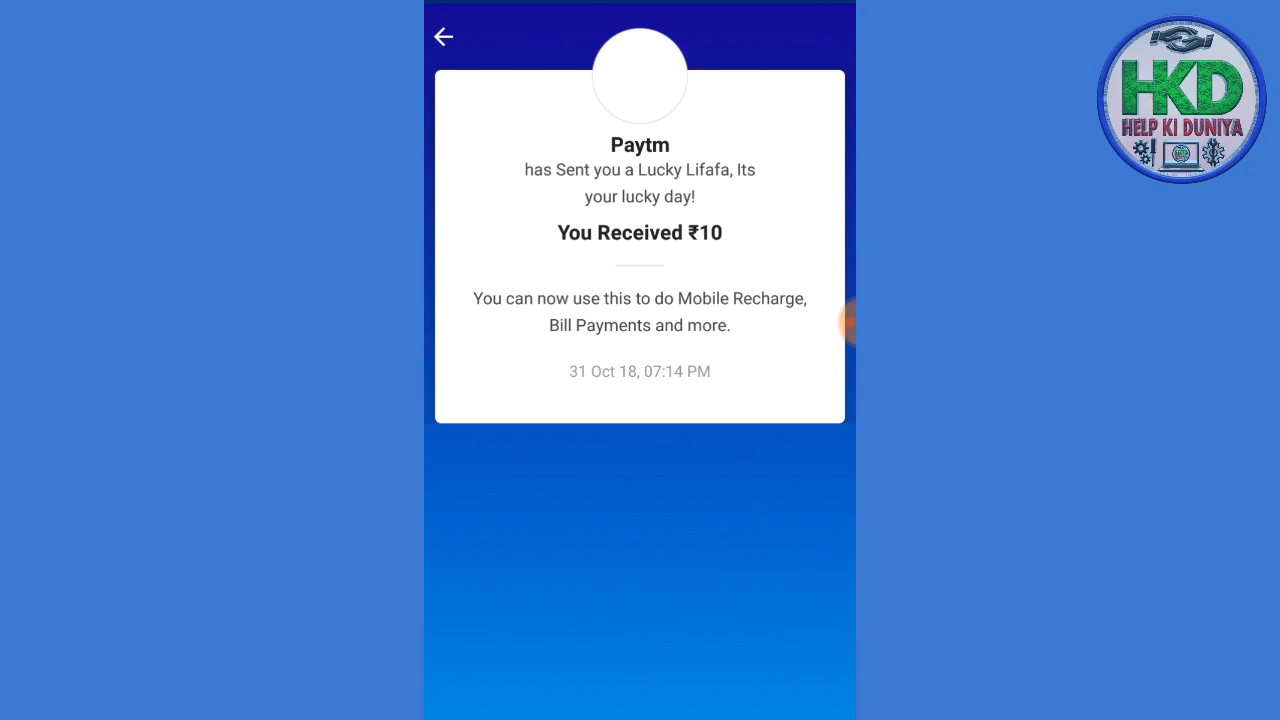 Paytm
has Sent you a Lucky Lifafa, Its
your lucky day!
You Received ₹10
You can now use this to do Mobile Recharge,
Bill Payments and more.
31 Oct 18, 07:14 PM
HKD
HELP KI DUNIYA